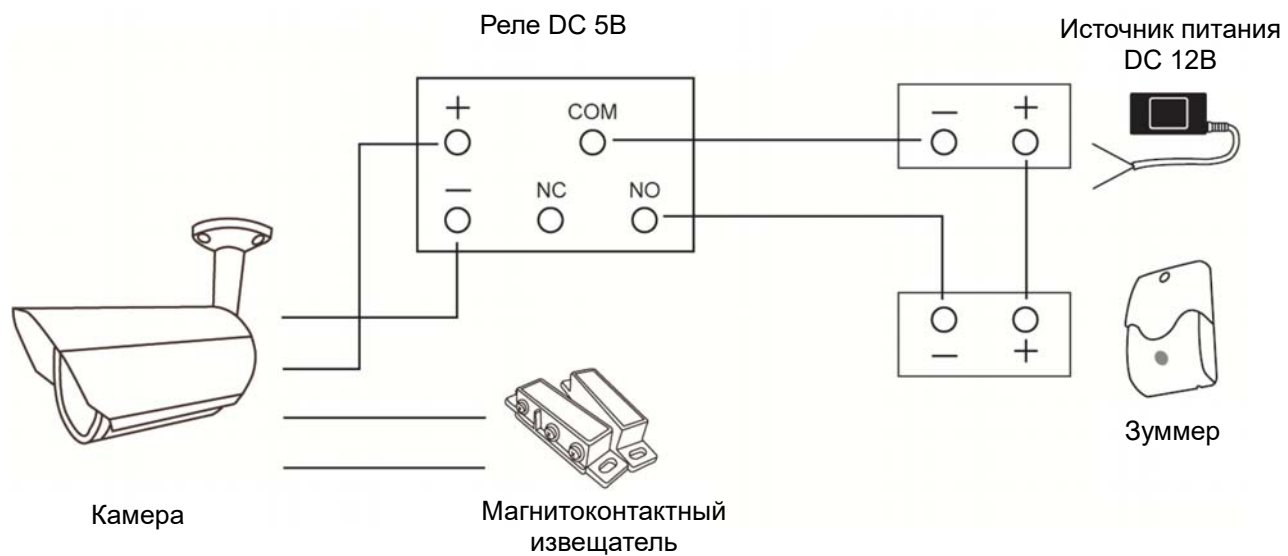 Реле DC 5В
Источник питания
DC 12В
+
COM
—
+
—
NC
NO
—
+
Зуммер
Камера
Магнитоконтактный
извещатель